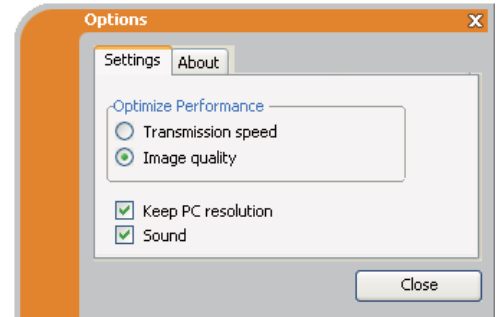 Options
X
Settings About
Optimize Performance
Transmission speed
Image quality
Keep PC resolution
Sound
Close